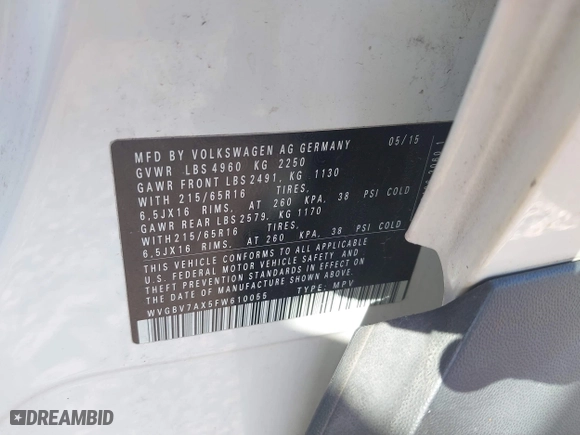 MFD BY VOLKSWAGEN AG GERMANY 05/15
GVWR LBS 4960 KG 2250
GAWR FRONT LBS 2491, KG 1130
WITH 215/65R16 TIRES,
6,5JX16 RIMS, AT 260 KPA, 38 PSI COLD
GAWR REAR LBS 2579, KG 1170
WITH 215/65R16 TIRES,
6,5JX16 RIMS, AT 260 KPA, 38 PSI COLD
THIS VEHICLE CONFORMS TO ALL APPLICABLE
U.S. FEDERAL MOTOR VEHICLE SAFETY AND
THEFT PREVENTION STANDARDS IN EFFECT
ON THE DATE OF MANUFACTURE SHOWN ABOVE.
WVGBV7AX5FW610055 TYPE: MPV
DREAMBID